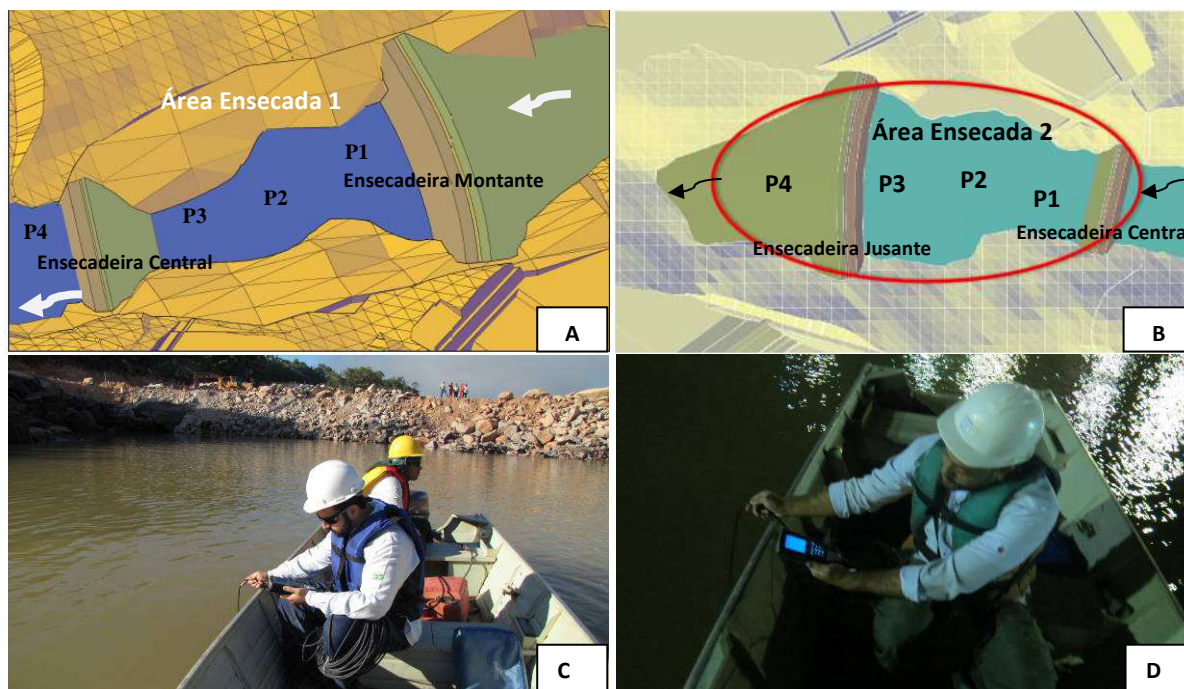 Área Ensecada 1
P1
Ensecadeira Montante
P2
P3
P4
Ensecadeira Central
A
Área Ensecada 2
P4
P3
P2
P1
Ensecadeira Central
Ensecadeira Jusante
B
C
D